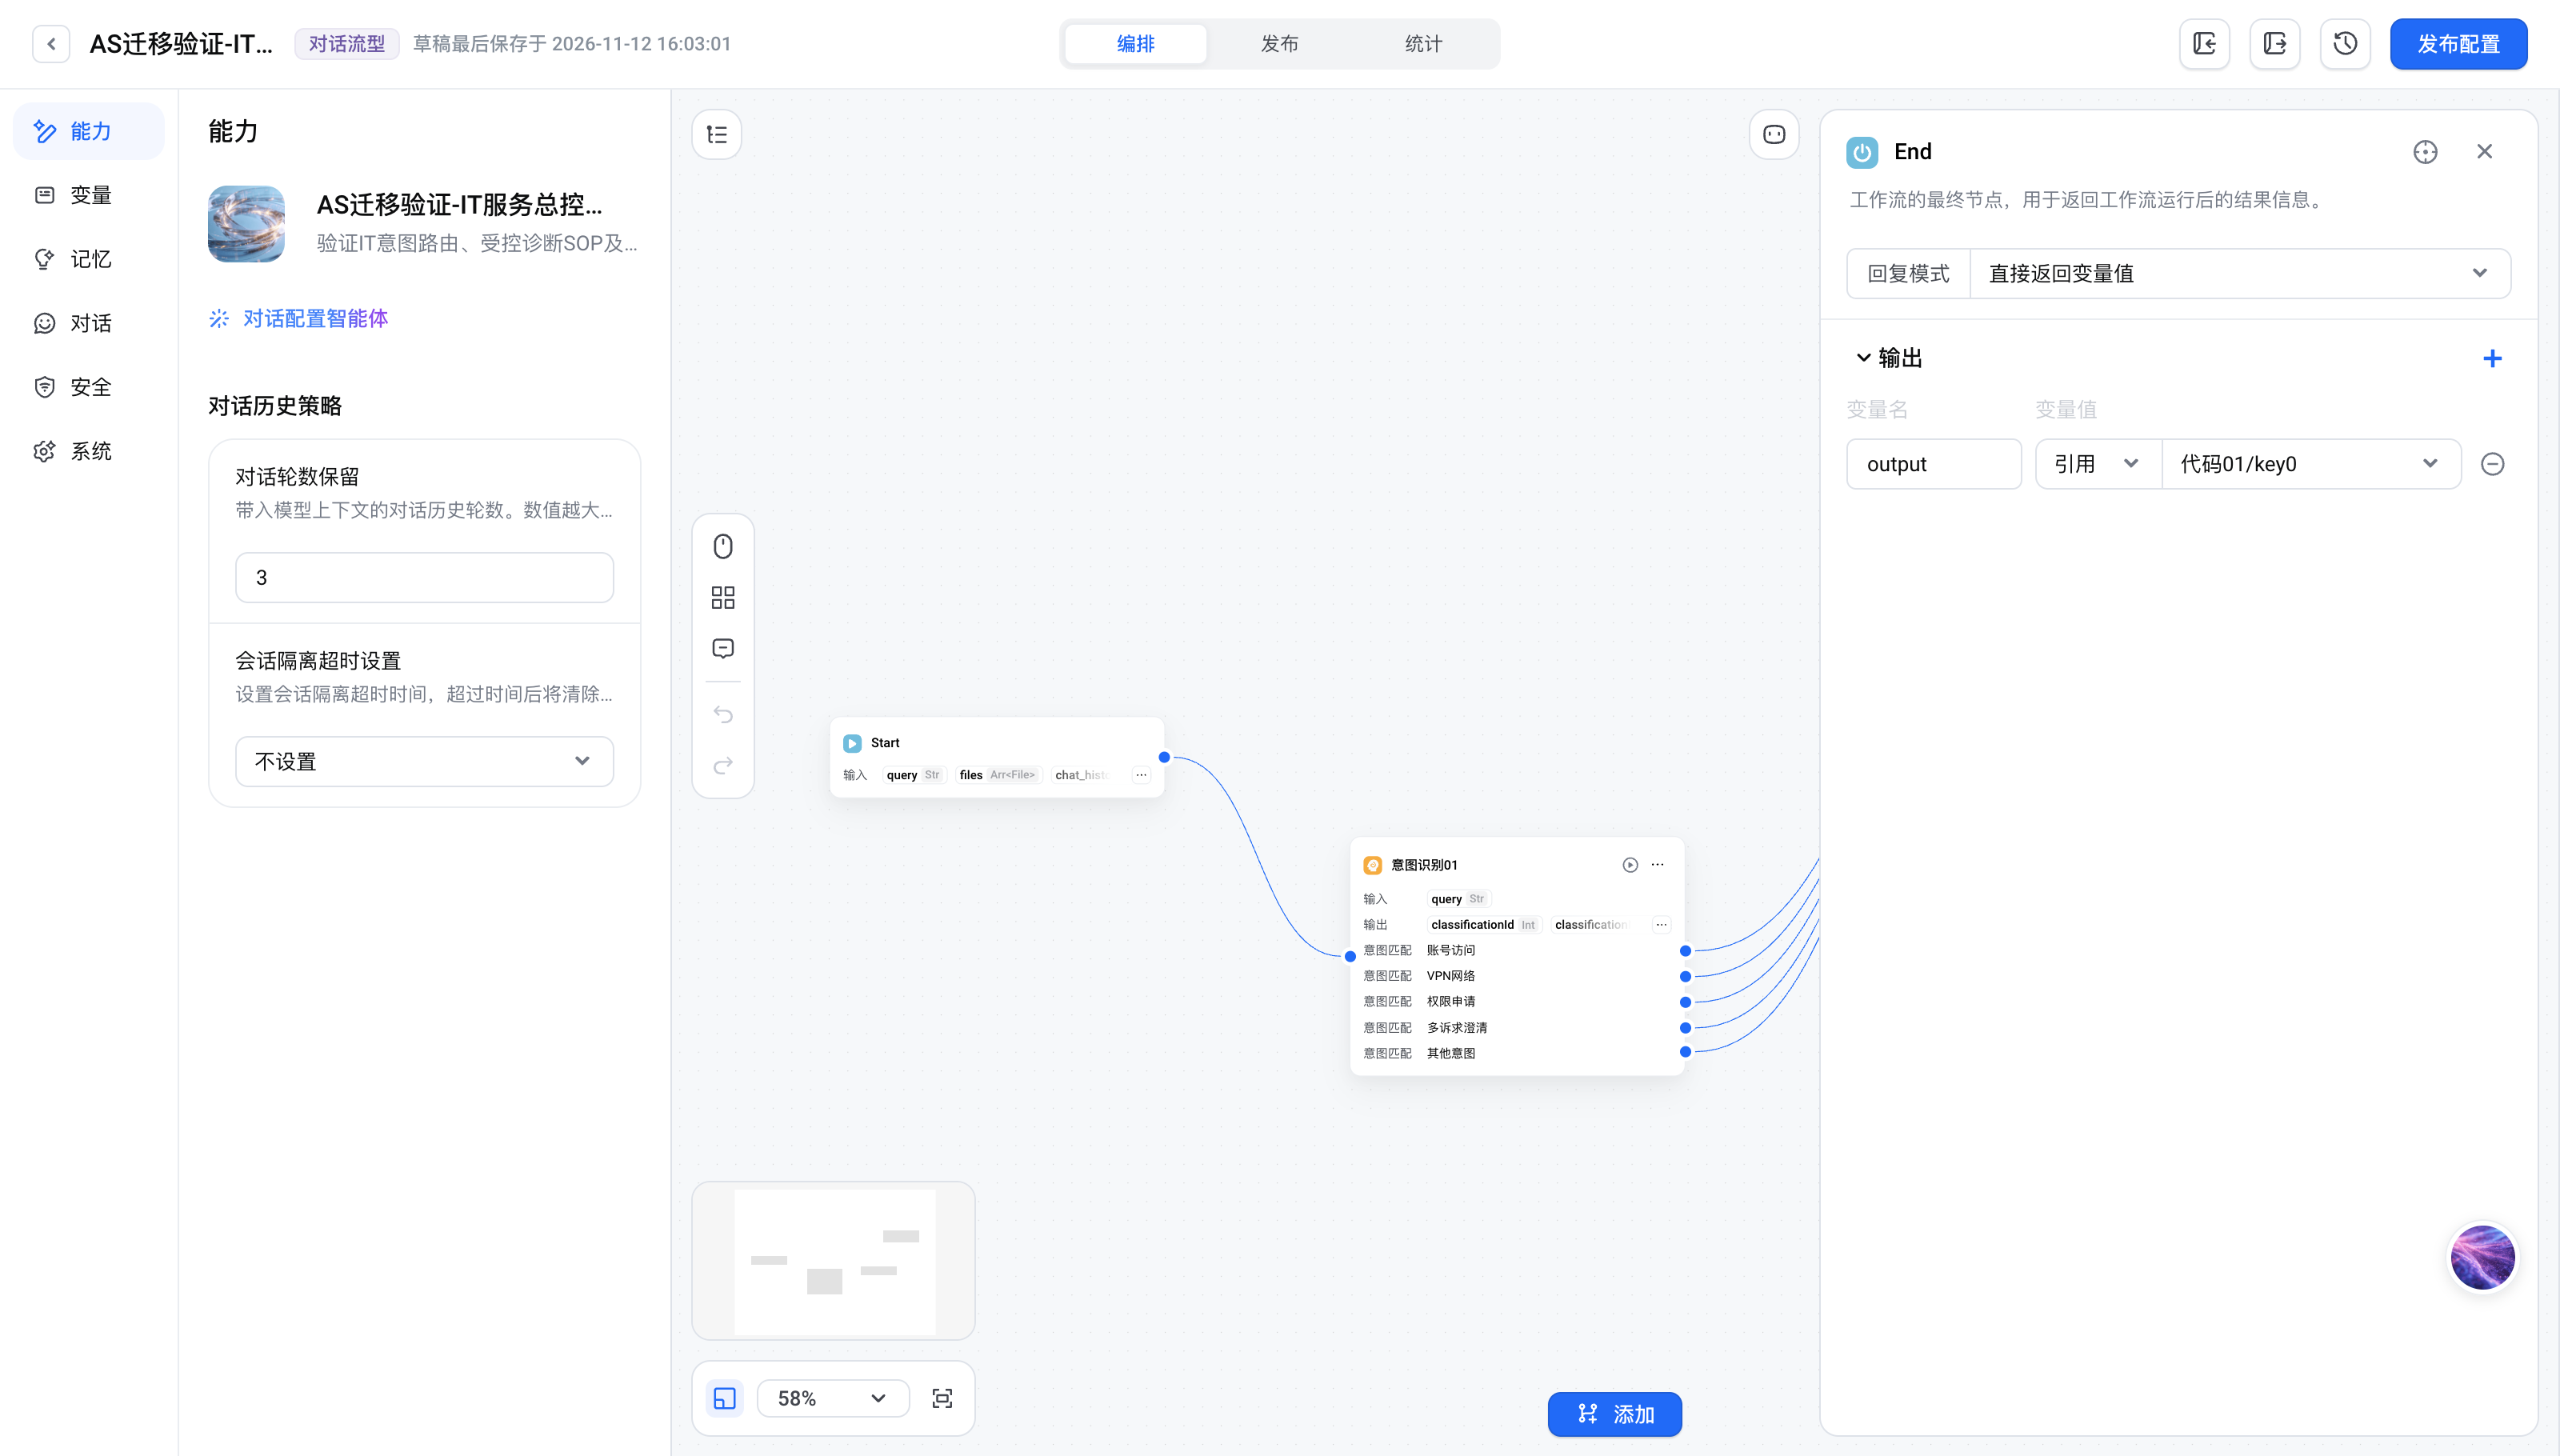 AS迁移验证-IT...
对话流型
草稿最后保存于 2026-11-12 16:03:01
编排
发布
统计
发布配置
能力
变量
记忆
对话
安全
系统
能力
AS迁移验证-IT服务总控...
验证IT意图路由、受控诊断SOP及...
对话配置智能体
对话历史策略
对话轮数保留
带入模型上下文的对话历史轮数。数值越大...
3
会话隔离超时设置
设置会话隔离超时时间，超过时间后将清除...
不设置
Start
输入 query Str files Arr<File> chat_histo ...
意图识别01 ...
输入 query Str
输出 classificationId Int classification ...
意图匹配 账号访问
意图匹配 VPN网络
意图匹配 权限申请
意图匹配 多诉求澄清
意图匹配 其他意图
58%
添加
End
工作流的最终节点，用于返回工作流运行后的结果信息。
回复模式 直接返回变量值
输出
变量名 变量值
output 引用 代码01/key0